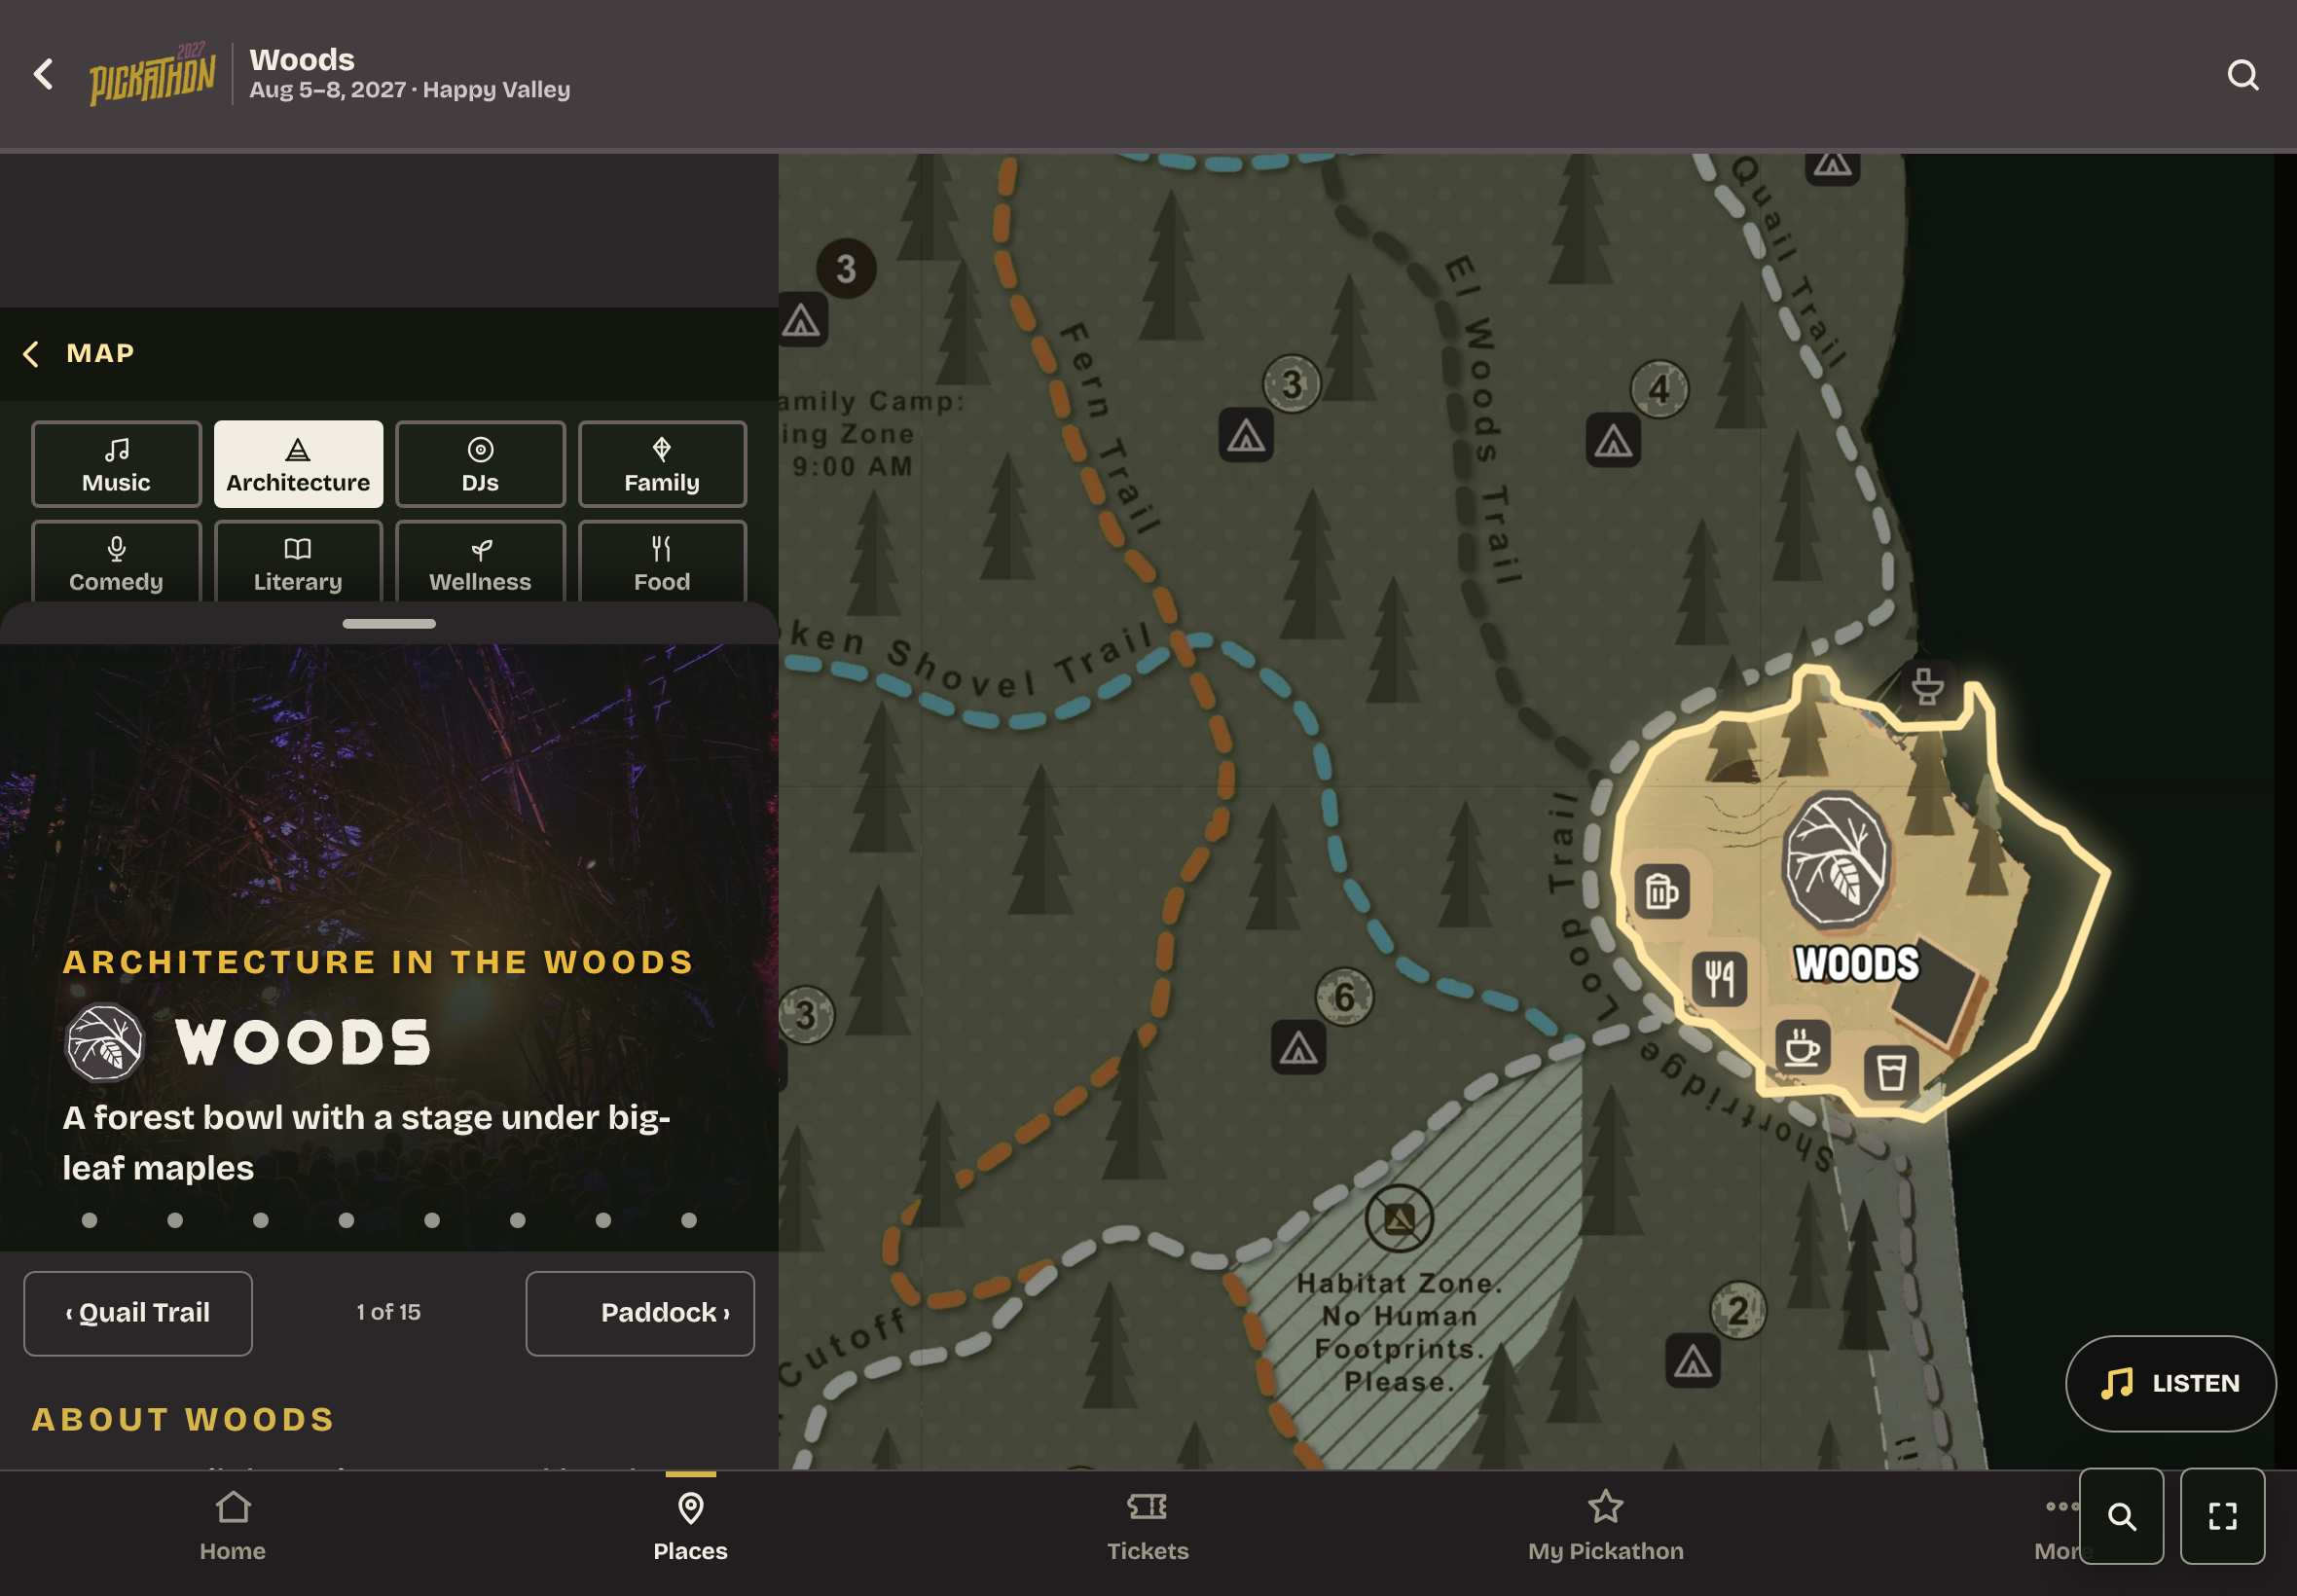 2027
PICKATHON
Woods
Aug 5–8, 2027 · Happy Valley
MAP
Music
Architecture
DJs
Family
Comedy
Literary
Wellness
Food
ARCHITECTURE IN THE WOODS
WOODS
A forest bowl with a stage under big-
leaf maples
‹ Quail Trail
1 of 15
Paddock ›
ABOUT WOODS
3
amily Camp:
ing Zone
9:00 AM
Fern Trail
3
El Woods Trail
4
Quail Trail
ken Shovel Trail
Loop Trail
WOODS
3
6
Shortridge
Habitat Zone.
No Human
Footprints.
Please.
2
Cutoff
LISTEN
Home
Places
Tickets
My Pickathon
More